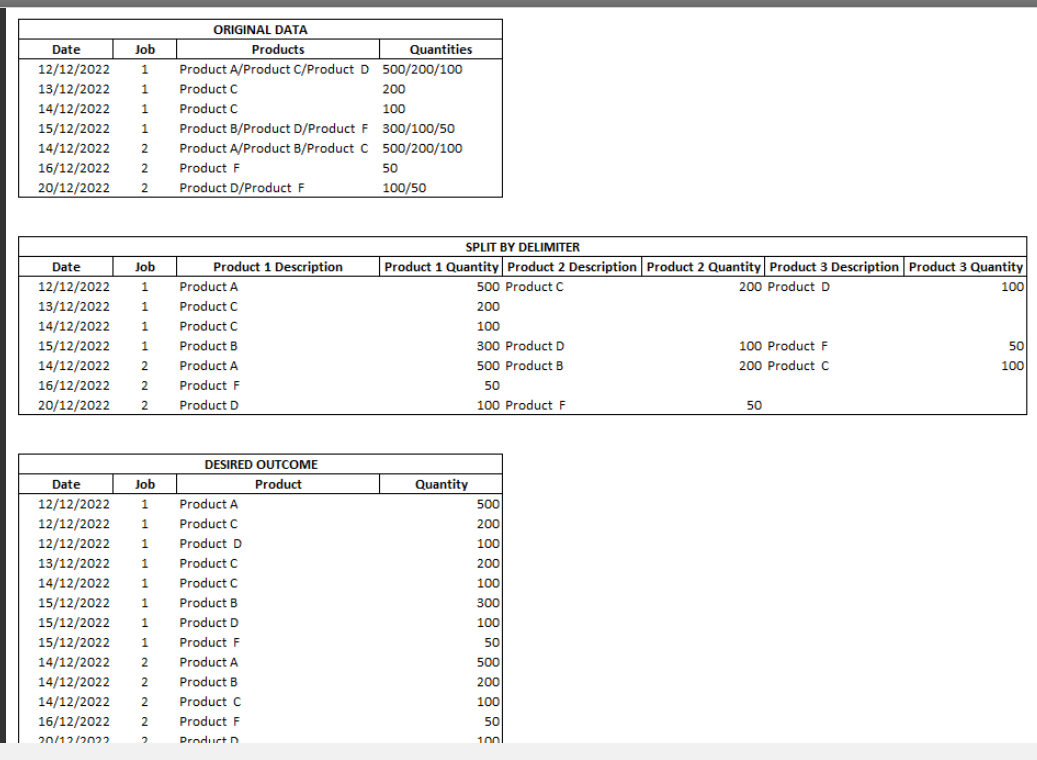 ORIGINAL DATA
Date Job Products Quantities
12/12/2022 1 Product A/Product C/Product D 500/200/100
13/12/2022 1 Product C 200
14/12/2022 1 Product C 100
15/12/2022 1 Product B/Product D/Product F 300/100/50
14/12/2022 2 Product A/Product B/Product C 500/200/100
16/12/2022 2 Product F 50
20/12/2022 2 Product D/Product F 100/50
SPLIT BY DELIMITER
Date Job Product 1 Description Product 1 Quantity Product 2 Description Product 2 Quantity Product 3 Description Product 3 Quantity
12/12/2022 1 Product A 500 Product C 200 Product D 100
13/12/2022 1 Product C 200
14/12/2022 1 Product C 100
15/12/2022 1 Product B 300 Product D 100 Product F 50
14/12/2022 2 Product A 500 Product B 200 Product C 100
16/12/2022 2 Product F 50
20/12/2022 2 Product D 100 Product F 50
DESIRED OUTCOME
Date Job Product Quantity
12/12/2022 1 Product A 500
12/12/2022 1 Product C 200
12/12/2022 1 Product D 100
13/12/2022 1 Product C 200
14/12/2022 1 Product C 100
15/12/2022 1 Product B 300
15/12/2022 1 Product D 100
15/12/2022 1 Product F 50
14/12/2022 2 Product A 500
14/12/2022 2 Product B 200
14/12/2022 2 Product C 100
16/12/2022 2 Product F 50
20/12/2022 2 Product D 100